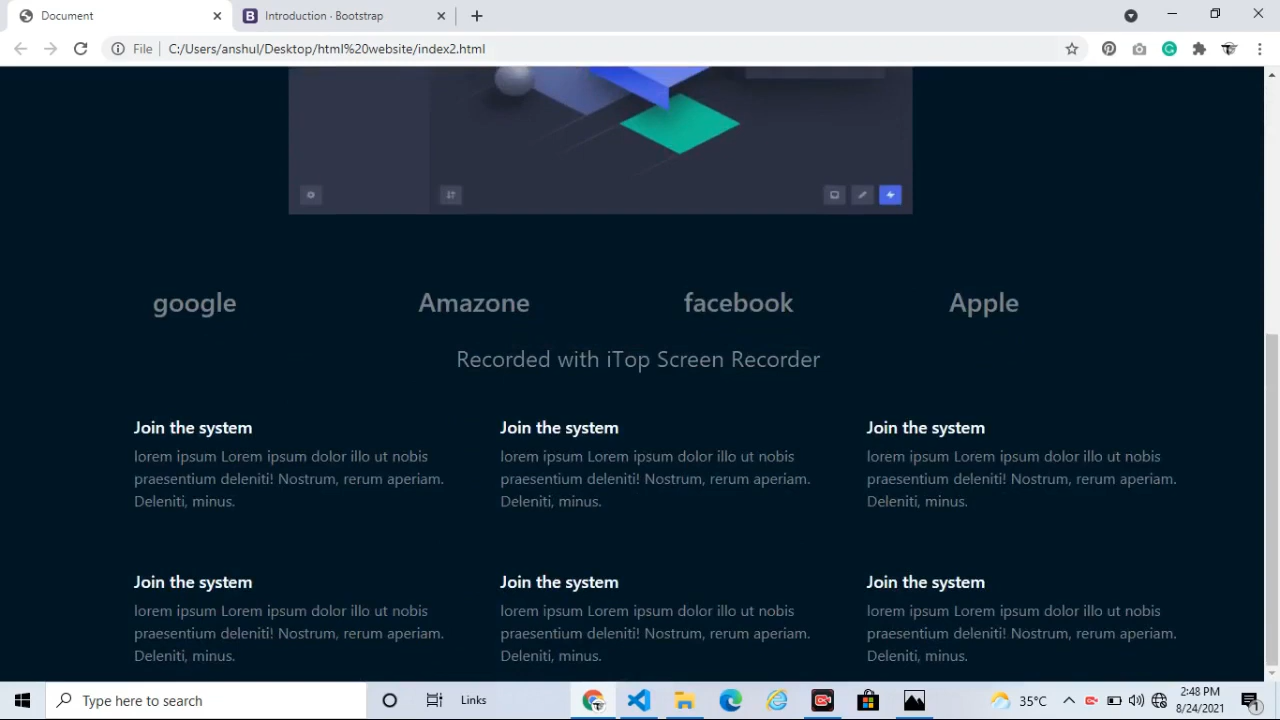 Document
Introduction · Bootstrap
File
C:/Users/anshul/Desktop/html%20website/index2.html
google
Amazone
facebook
Apple
Recorded with iTop Screen Recorder
Join the system
lorem ipsum Lorem ipsum dolor illo ut nobis
praesentium deleniti! Nostrum, rerum aperiam.
Deleniti, minus.
Join the system
lorem ipsum Lorem ipsum dolor illo ut nobis
praesentium deleniti! Nostrum, rerum aperiam.
Deleniti, minus.
Join the system
lorem ipsum Lorem ipsum dolor illo ut nobis
praesentium deleniti! Nostrum, rerum aperiam.
Deleniti, minus.
Join the system
lorem ipsum Lorem ipsum dolor illo ut nobis
praesentium deleniti! Nostrum, rerum aperiam.
Deleniti, minus.
Join the system
lorem ipsum Lorem ipsum dolor illo ut nobis
praesentium deleniti! Nostrum, rerum aperiam.
Deleniti, minus.
Join the system
lorem ipsum Lorem ipsum dolor illo ut nobis
praesentium deleniti! Nostrum, rerum aperiam.
Deleniti, minus.
Type here to search
Links
35°C
2:48 PM
8/24/2021